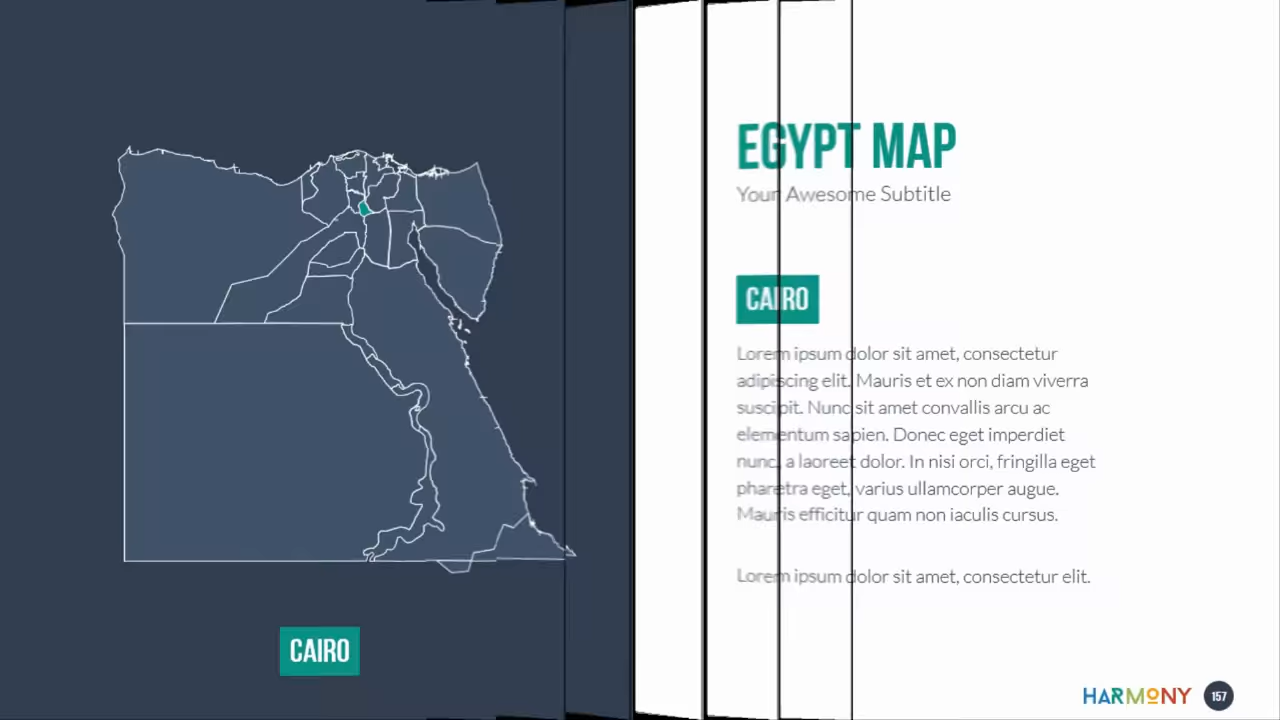 EGYPT MAP
Your Awesome Subtitle
CAIRO
Lorem ipsum dolor sit amet, consectetur
adipiscing elit. Mauris et ex non diam viverra
suscipit. Nunc sit amet convallis arcu ac
elementum sapien. Donec eget imperdiet
nunc, a laoreet dolor. In nisi orci, fringilla eget
pharetra eget, varius ullamcorper augue.
Mauris efficitur quam non iaculis cursus.
Lorem ipsum dolor sit amet, consectetur elit.
CAIRO
HARMONY
157